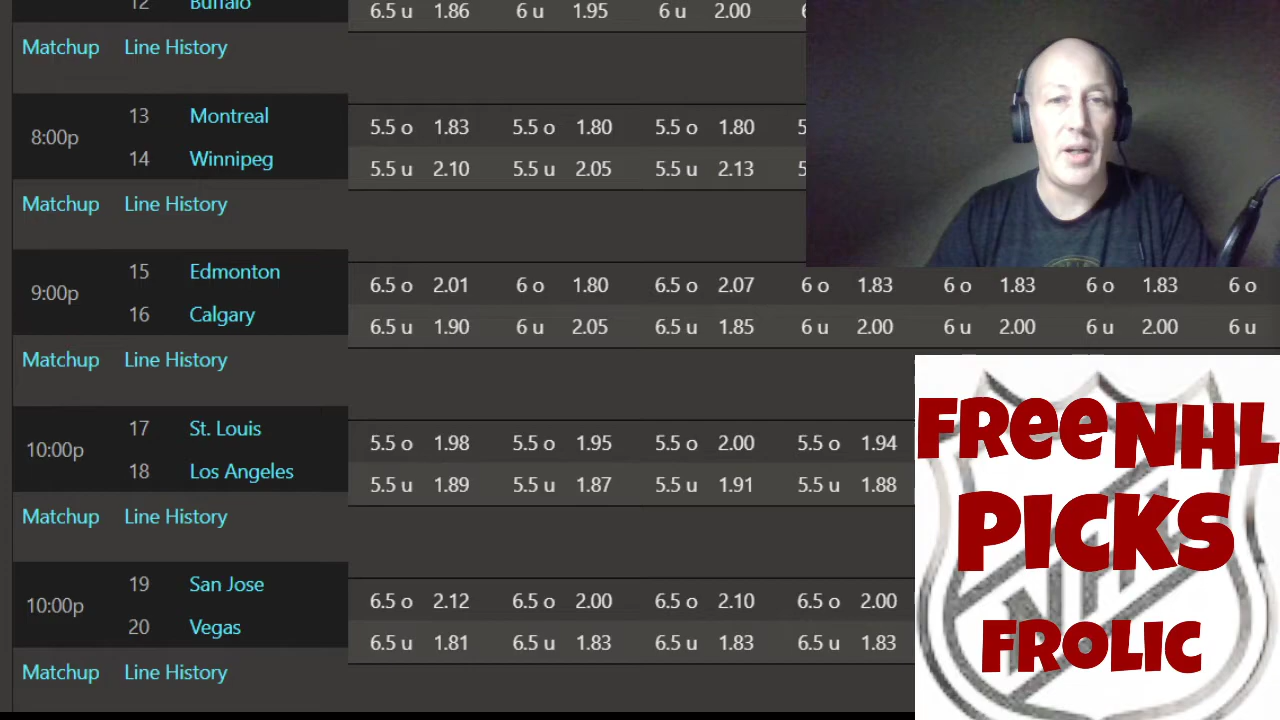 12 Buffalo 6.5 u 1.86 6 u 1.95 6 u 2.00
Matchup Line History
8:00p
13 Montreal 5.5 o 1.83 5.5 o 1.80 5.5 o 1.80
14 Winnipeg 5.5 u 2.10 5.5 u 2.05 5.5 u 2.13
Matchup Line History
9:00p
15 Edmonton 6.5 o 2.01 6 o 1.80 6.5 o 2.07 6 o 1.83 6 o 1.83 6 o 1.83 6 o
16 Calgary 6.5 u 1.90 6 u 2.05 6.5 u 1.85 6 u 2.00 6 u 2.00 6 u 2.00 6 u
Matchup Line History
10:00p
17 St. Louis 5.5 o 1.98 5.5 o 1.95 5.5 o 2.00 5.5 o 1.94
18 Los Angeles 5.5 u 1.89 5.5 u 1.87 5.5 u 1.91 5.5 u 1.88
Matchup Line History
10:00p
19 San Jose 6.5 o 2.12 6.5 o 2.00 6.5 o 2.10 6.5 o 2.00
20 Vegas 6.5 u 1.81 6.5 u 1.83 6.5 u 1.83 6.5 u 1.83
Matchup Line History
FREE NHL
PICKS
FROLIC
NHL